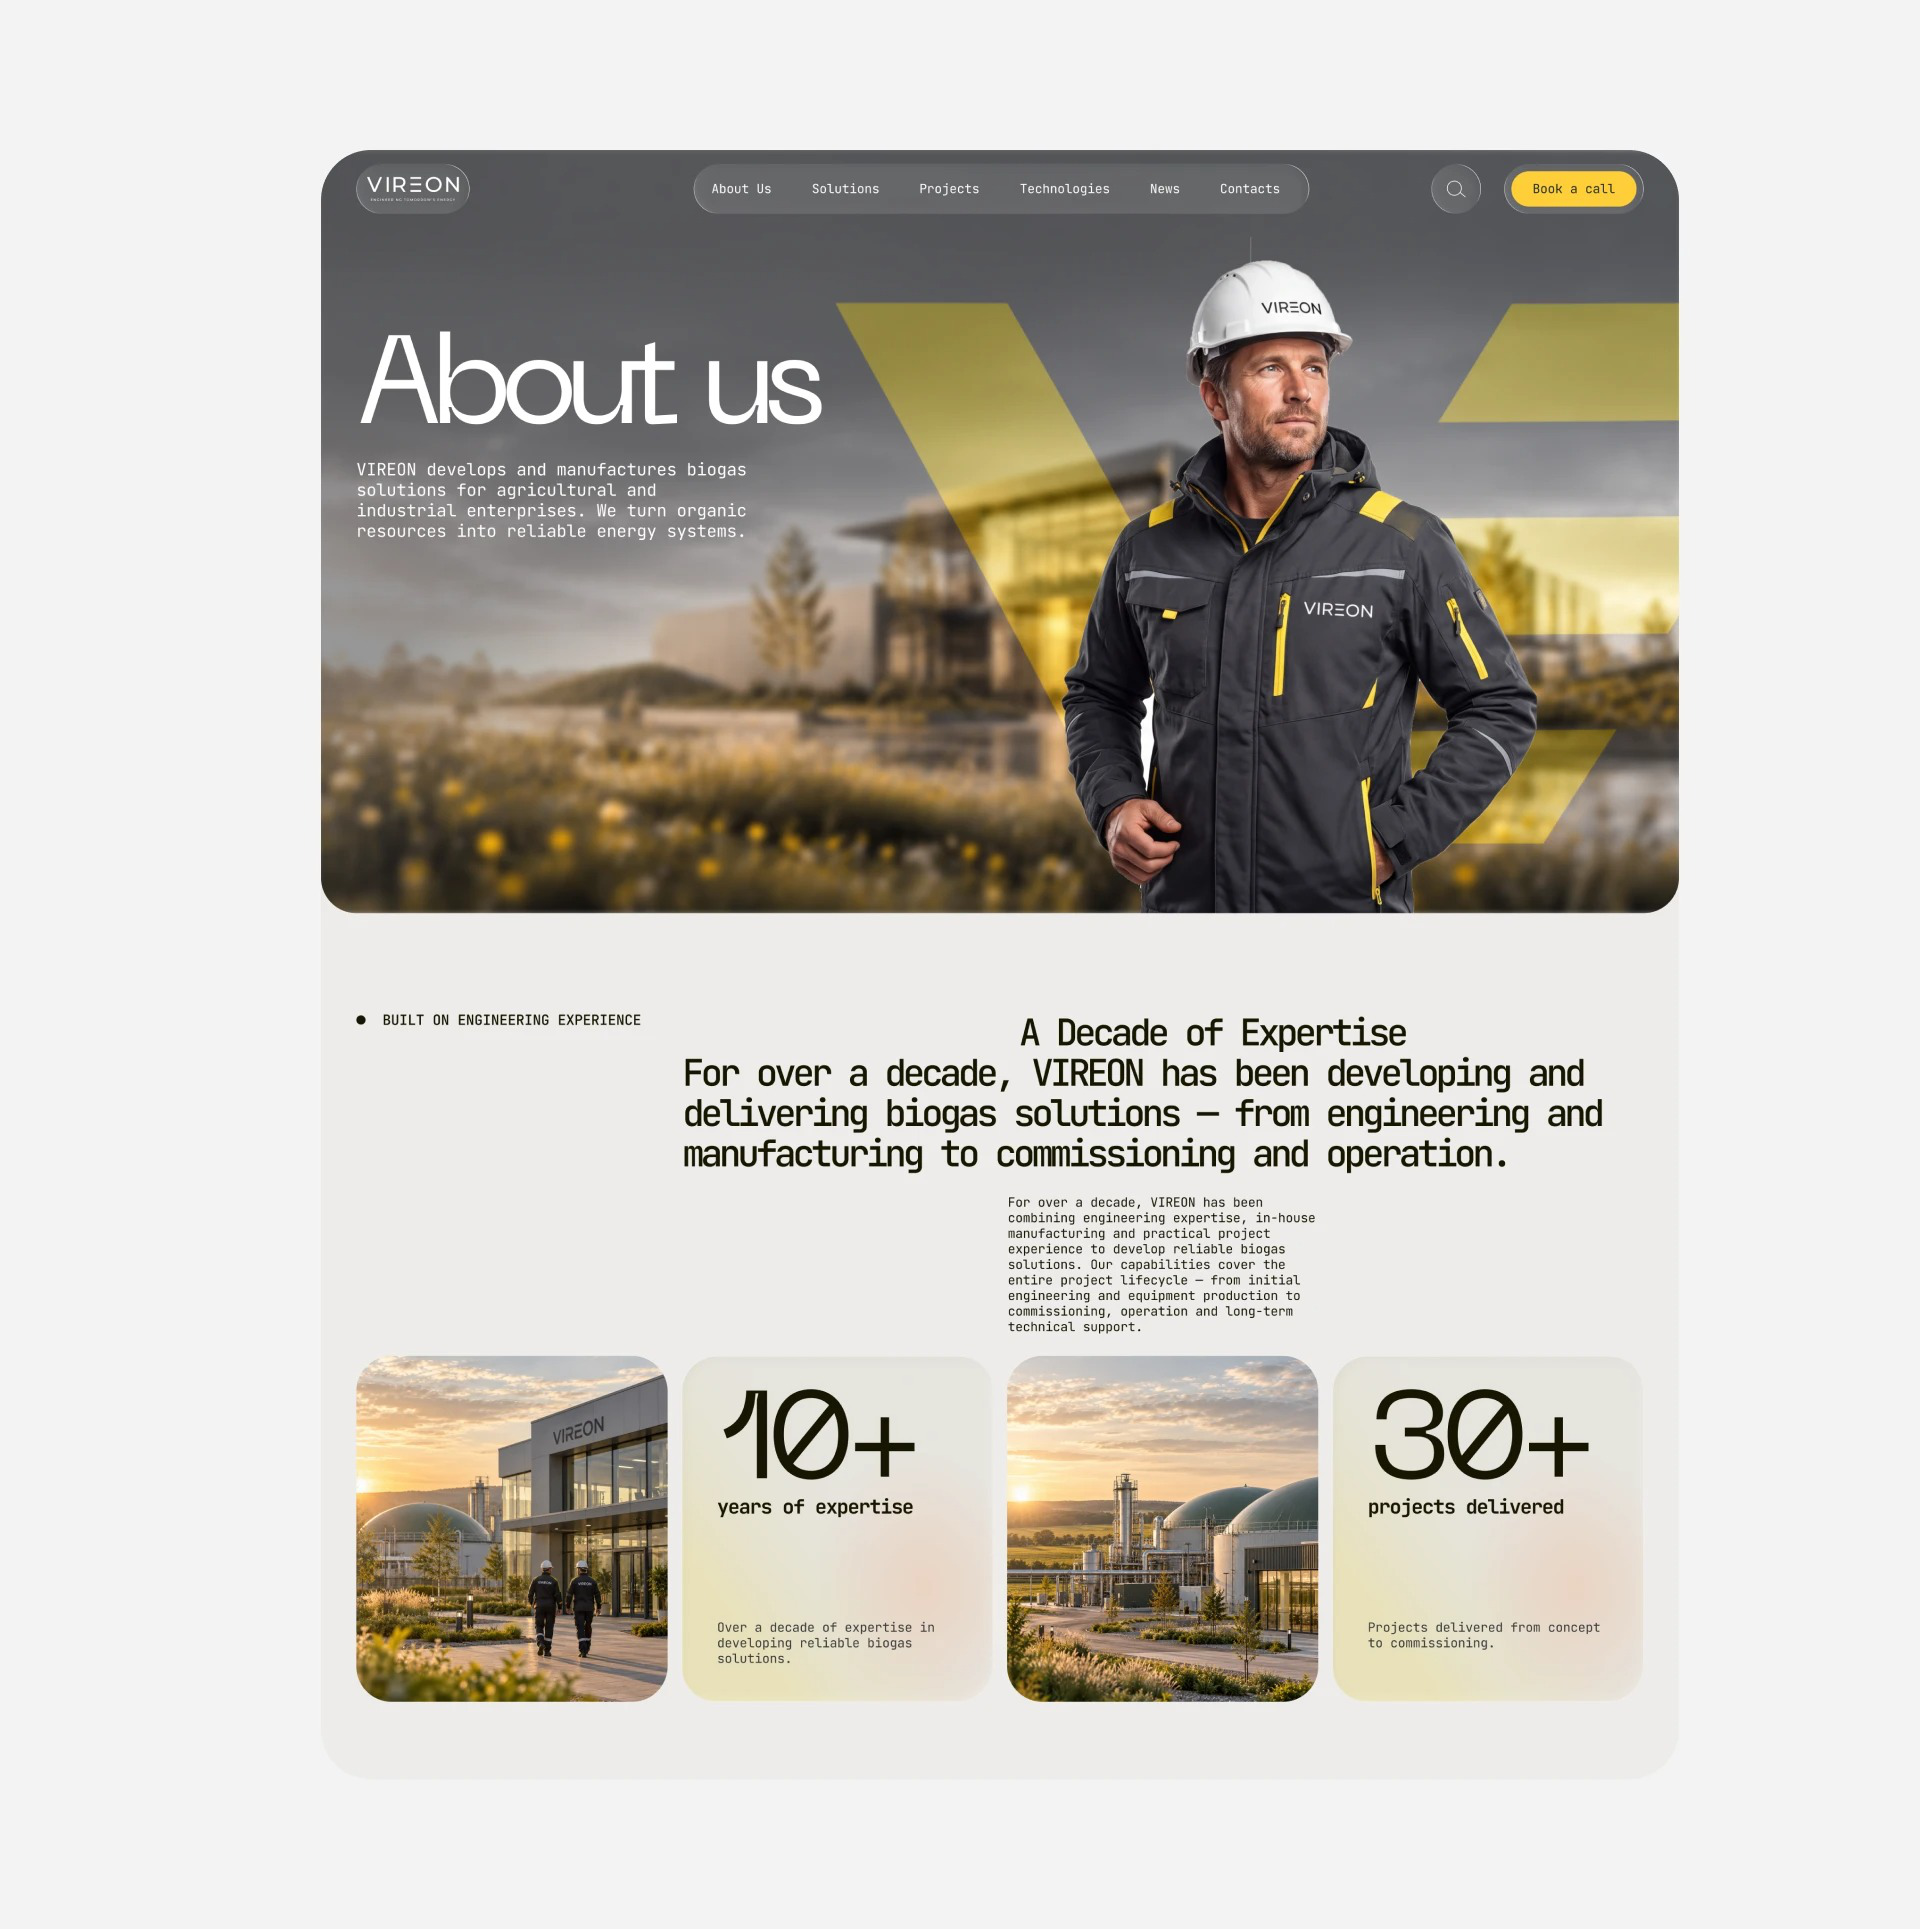 VIREON
About Us Solutions Projects Technologies News Contacts
Book a call
VIREON
About us
VIREON develops and manufactures biogas
solutions for agricultural and
industrial enterprises. We turn organic
resources into reliable energy systems.
VIREON
BUILT ON ENGINEERING EXPERIENCE
A Decade of Expertise
For over a decade, VIREON has been developing and
delivering biogas solutions — from engineering and
manufacturing to commissioning and operation.
For over a decade, VIREON has been
combining engineering expertise, in-house
manufacturing and practical project
experience to develop reliable biogas
solutions. Our capabilities cover the
entire project lifecycle — from initial
engineering and equipment production to
commissioning, operation and long-term
technical support.
VIREON
10+
years of expertise
Over a decade of expertise in
developing reliable biogas
solutions.
30+
projects delivered
Projects delivered from concept
to commissioning.